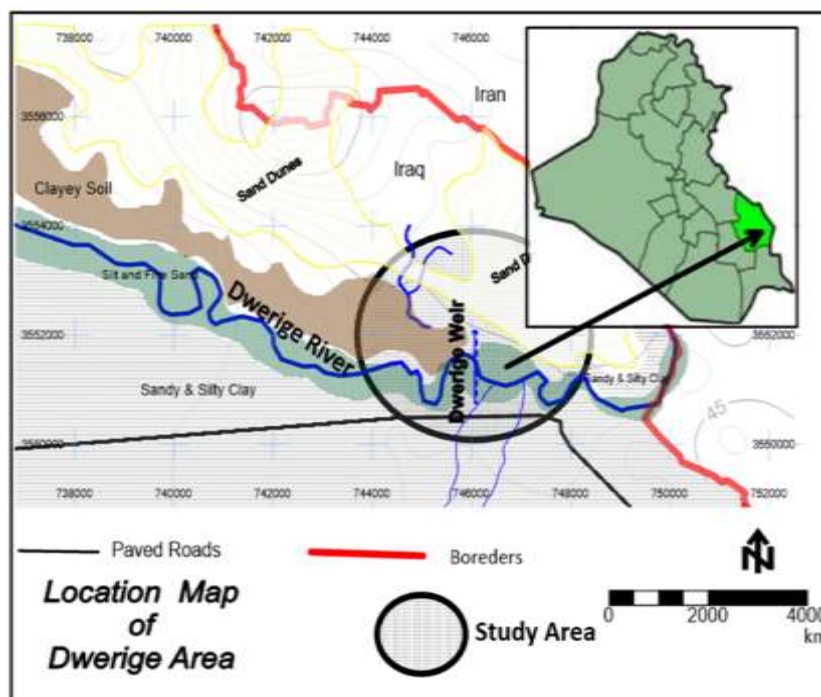 738000 740000 742000 744000 746000
Iran
3556000
Sand Dunes
Iraq
Clayey Soil
3554000
Silt and Fine Sand
Sand D
Dwerige River
Dwerige Weir
3552000
Sandy & Silty Clay
Sandy & Silty Clay
45
3550000
738000 740000 742000 744000 746000 748000 750000 752000
Paved Roads
Boreders
N
Location Map
of
Dwerige Area
Study Area
0 2000 4000
km